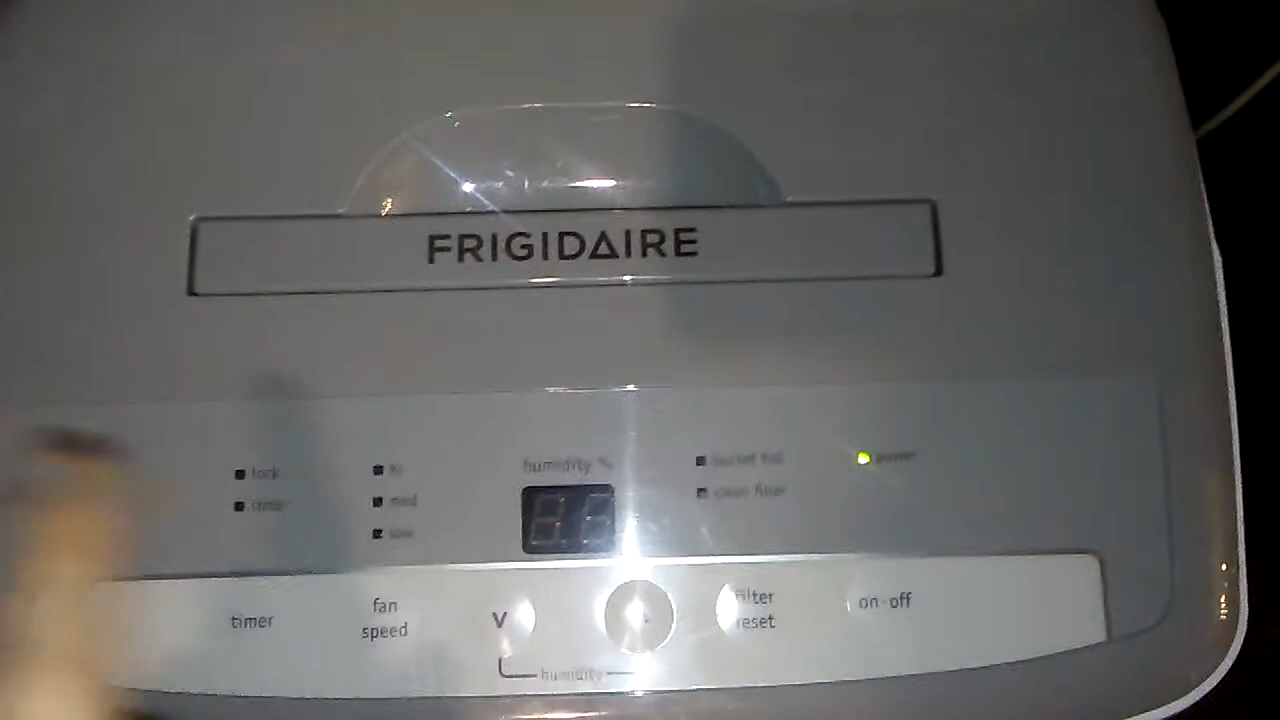 FRIGIDAIRE
lock
hi
humidity %
bucket full
power
timer
med
clean filter
low
timer
fan
speed
V
filter
reset
on-off
humidity